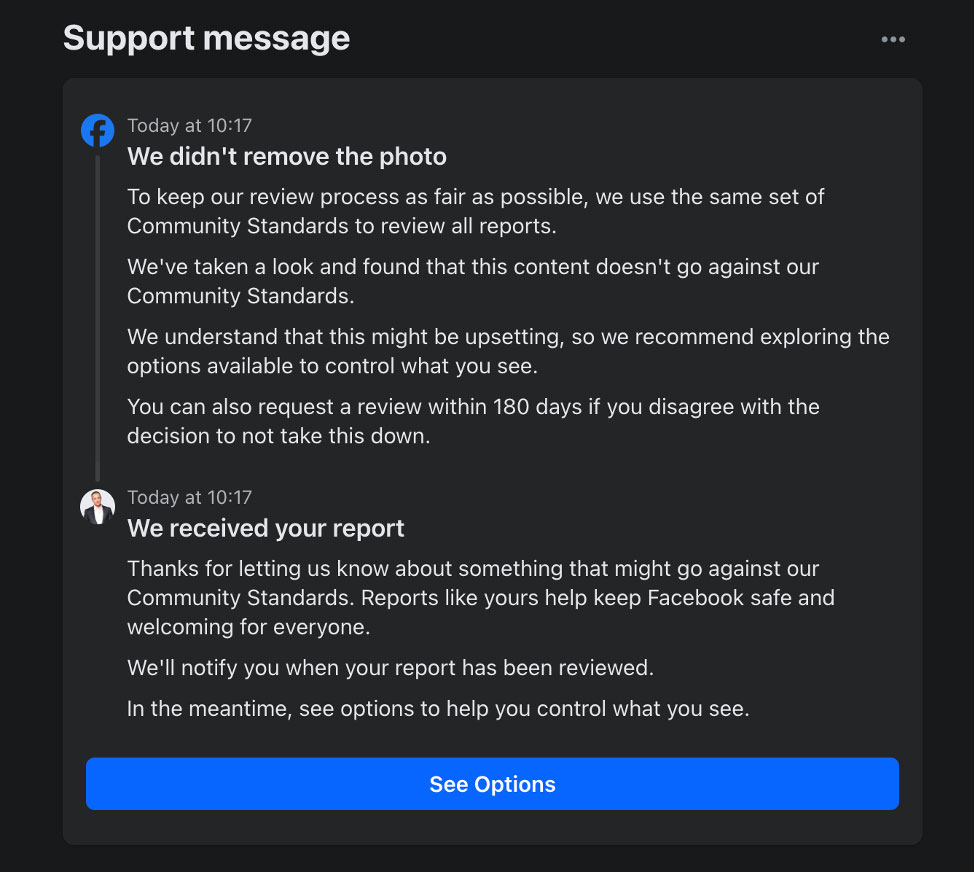 Support message
Today at 10:17
We didn't remove the photo
To keep our review process as fair as possible, we use the same set of
Community Standards to review all reports.
We've taken a look and found that this content doesn't go against our
Community Standards.
We understand that this might be upsetting, so we recommend exploring the
options available to control what you see.
You can also request a review within 180 days if you disagree with the
decision to not take this down.
Today at 10:17
We received your report
Thanks for letting us know about something that might go against our
Community Standards. Reports like yours help keep Facebook safe and
welcoming for everyone.
We'll notify you when your report has been reviewed.
In the meantime, see options to help you control what you see.
See Options